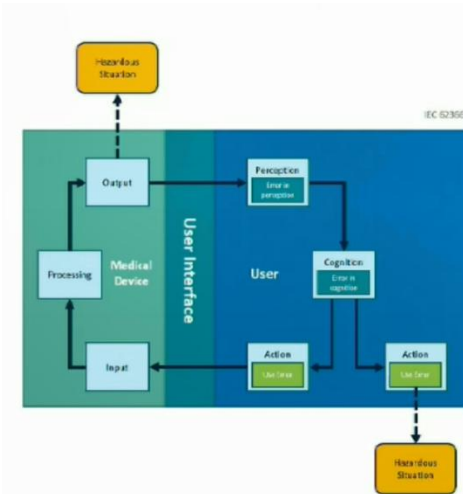 Hazardous
Situation
IEC 62366
Output
Perception
Error in
perception
User Interface
Processing
Medical
Device
User
Cognition
Error in
cognitive
Input
Action
Use Error
Action
Use Error
Hazardous
Situation